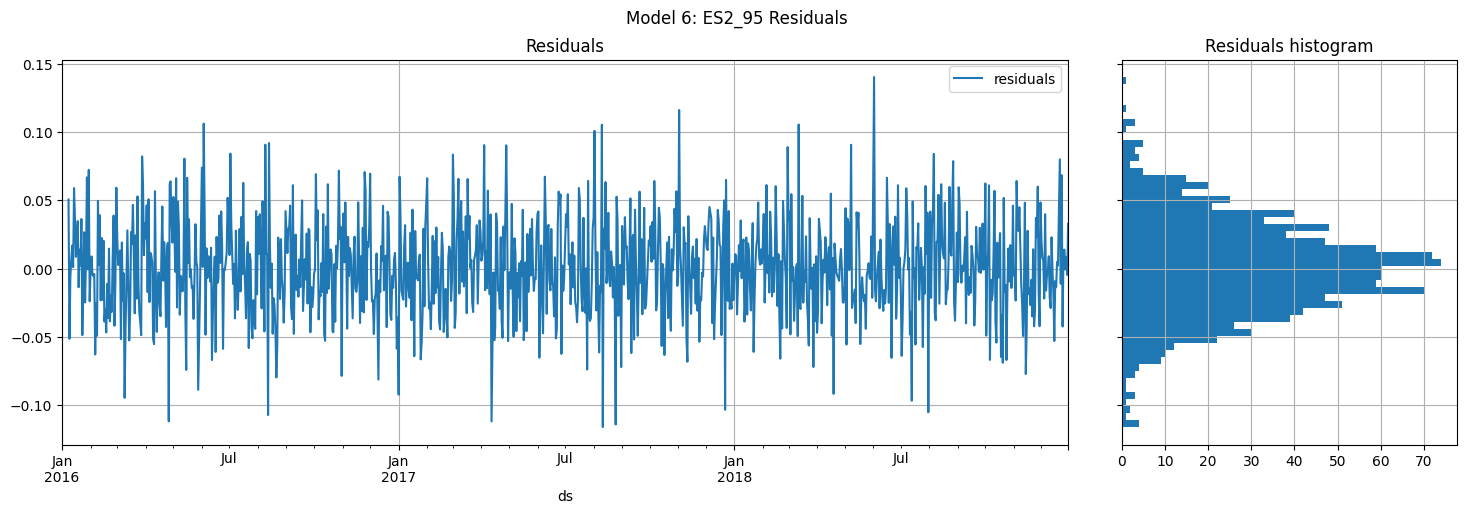 Model 6: ES2_95 Residuals
Residuals
residuals
0.15
0.10
0.05
0.00
−0.05
−0.10
Jan
2016
Jul
Jan
2017
Jul
Jan
2018
Jul
ds
Residuals histogram
0 10 20 30 40 50 60 70